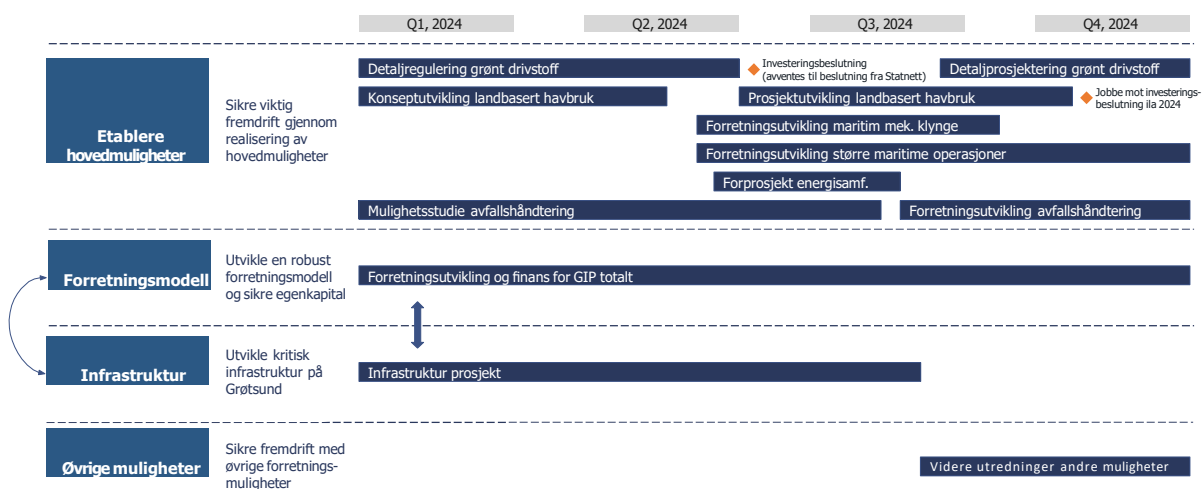 Q1, 2024
Q2, 2024
Q3, 2024
Q4, 2024
Etablere
hovedmuligheter
Sikre viktig
fremdrift gjennom
realisering av
hovedmuligheter
Detaljregulering grønt drivstoff
Investeringsbeslutning
(avventes til beslutning fra Statnett)
Detaljprosjektering grønt drivstoff
Konseptutvikling landbasert havbruk
Prosjektutvikling landbasert havbruk
Jobbe mot investerings-
beslutning ila 2024
Forretningsutvikling maritim mek. klynge
Forretningsutvikling større maritime operasjoner
Forprosjekt energisamf.
Mulighetsstudie avfallshåndtering
Forretningsutvikling avfallshåndtering
Forretningsmodell
Utvikle en robust
forretningsmodell
og sikre egenkapital
Forretningsutvikling og finans for GIP totalt
Infrastruktur
Utvikle kritisk
infrastruktur på
Grøtsund
Infrastruktur prosjekt
Øvrige muligheter
Sikre fremdrift med
øvrige forretnings-
muligheter
Videre utredninger andre muligheter